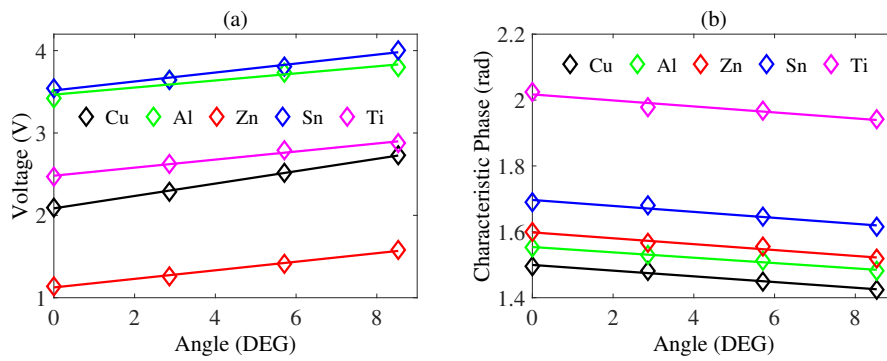 (a)
4
3
2
1
Voltage (V)
Cu Al Zn Sn Ti
0 2 4 6 8
Angle (DEG)
(b)
2.2
2
1.8
1.6
1.4
Characteristic Phase (rad)
Cu Al Zn Sn Ti
0 2 4 6 8
Angle (DEG)